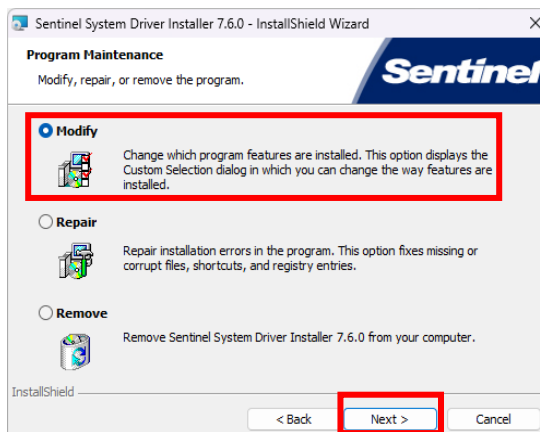 Sentinel System Driver Installer 7.6.0 - InstallShield Wizard
Program Maintenance
Modify, repair, or remove the program.
Sentinel
Modify
Change which program features are installed. This option displays the
Custom Selection dialog in which you can change the way features are
installed.
Repair
Repair installation errors in the program. This option fixes missing or
corrupt files, shortcuts, and registry entries.
Remove
Remove Sentinel System Driver Installer 7.6.0 from your computer.
InstallShield
< Back
Next >
Cancel